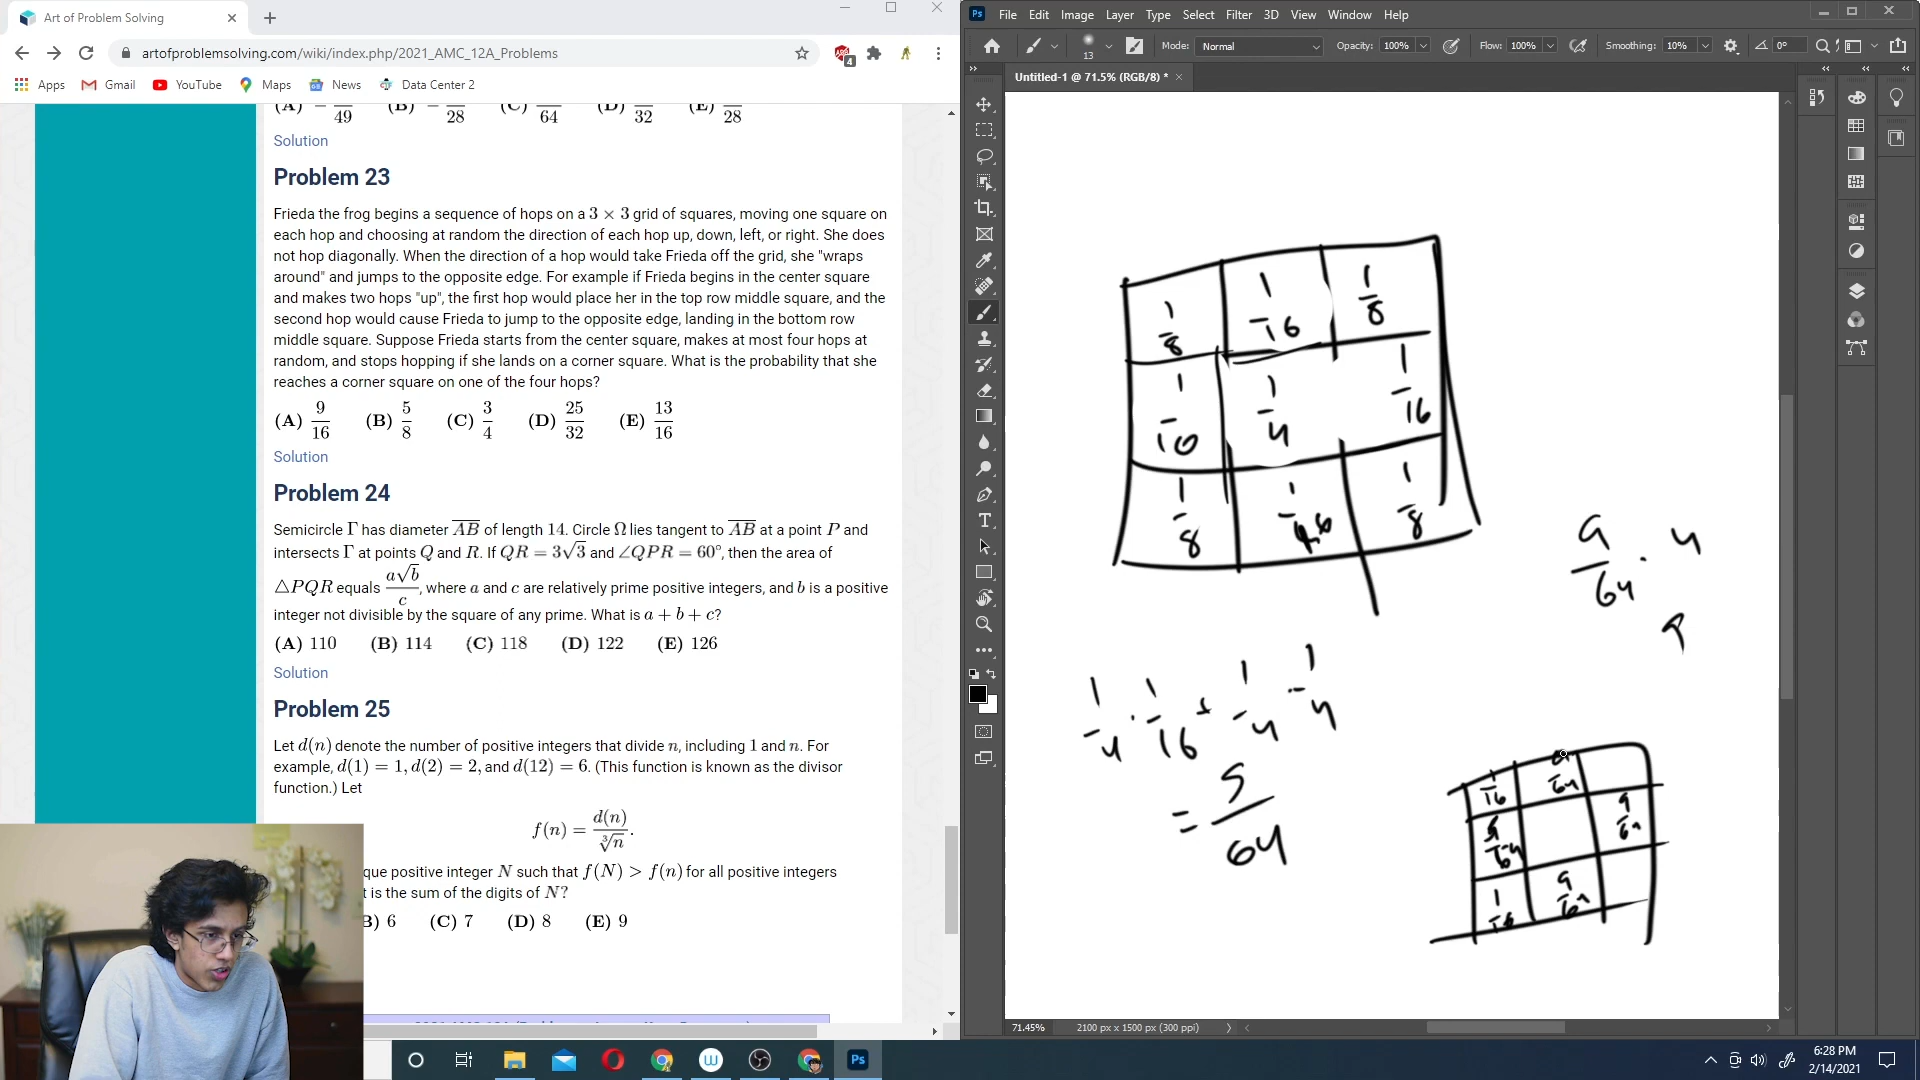 Art of Problem Solving
artofproblemsolving.com/wiki/index.php/2021_AMC_12A_Problems
4
Apps Gmail YouTube Maps News Data Center 2
(A) − /49 (B) − /28 (C) /64 (D) /32 (E) /28
Solution
Problem 23
Frieda the frog begins a sequence of hops on a 3 × 3 grid of squares, moving one square on
each hop and choosing at random the direction of each hop up, down, left, or right. She does
not hop diagonally. When the direction of a hop would take Frieda off the grid, she "wraps
around" and jumps to the opposite edge. For example if Frieda begins in the center square
and makes two hops "up", the first hop would place her in the top row middle square, and the
second hop would cause Frieda to jump to the opposite edge, landing in the bottom row
middle square. Suppose Frieda starts from the center square, makes at most four hops at
random, and stops hopping if she lands on a corner square. What is the probability that she
reaches a corner square on one of the four hops?
(A) 9/16 (B) 5/8 (C) 3/4 (D) 25/32 (E) 13/16
Solution
Problem 24
Semicircle Γ has diameter AB of length 14. Circle Ω lies tangent to AB at a point P and
intersects Γ at points Q and R. If QR = 3√3 and ∠QPR = 60°, then the area of
△PQR equals a√b/c, where a and c are relatively prime positive integers, and b is a positive
integer not divisible by the square of any prime. What is a + b + c?
(A) 110 (B) 114 (C) 118 (D) 122 (E) 126
Solution
Problem 25
Let d(n) denote the number of positive integers that divide n, including 1 and n. For
example, d(1) = 1, d(2) = 2, and d(12) = 6. (This function is known as the divisor
function.) Let
f(n) = d(n)/∛n.
que positive integer N such that f(N) > f(n) for all positive integers
t is the sum of the digits of N?
B) 6 (C) 7 (D) 8 (E) 9
Ps File Edit Image Layer Type Select Filter 3D View Window Help
13 Mode: Normal Opacity: 100% Flow: 100% Smoothing: 10% 0°
Untitled-1 @ 71.5% (RGB/8) *
1/8 1/16 1/8
1/4 1/16
1/8 1/8
9/64 · 4
9
1/4 · 1/16 + 1/4 · 1/4
= 9/64
1/16 9/64
9/64
1/16 9/64
71.45% 2100 px x 1500 px (300 ppi)
Ps
6:28 PM
2/14/2021